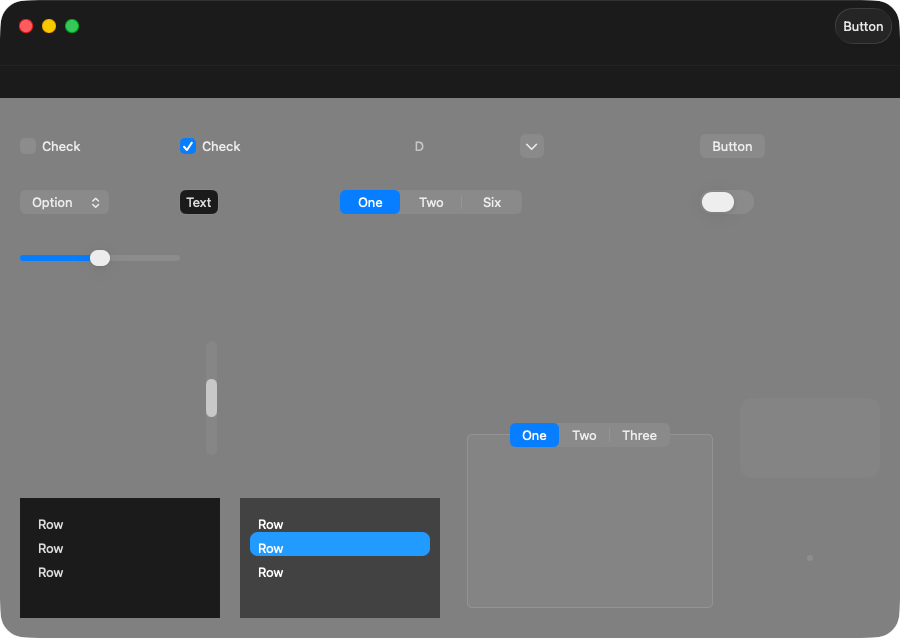 Button
Check
Check
D
Button
Option
Text
One
Two
Six
One
Two
Three
Row
Row
Row
Row
Row
Row